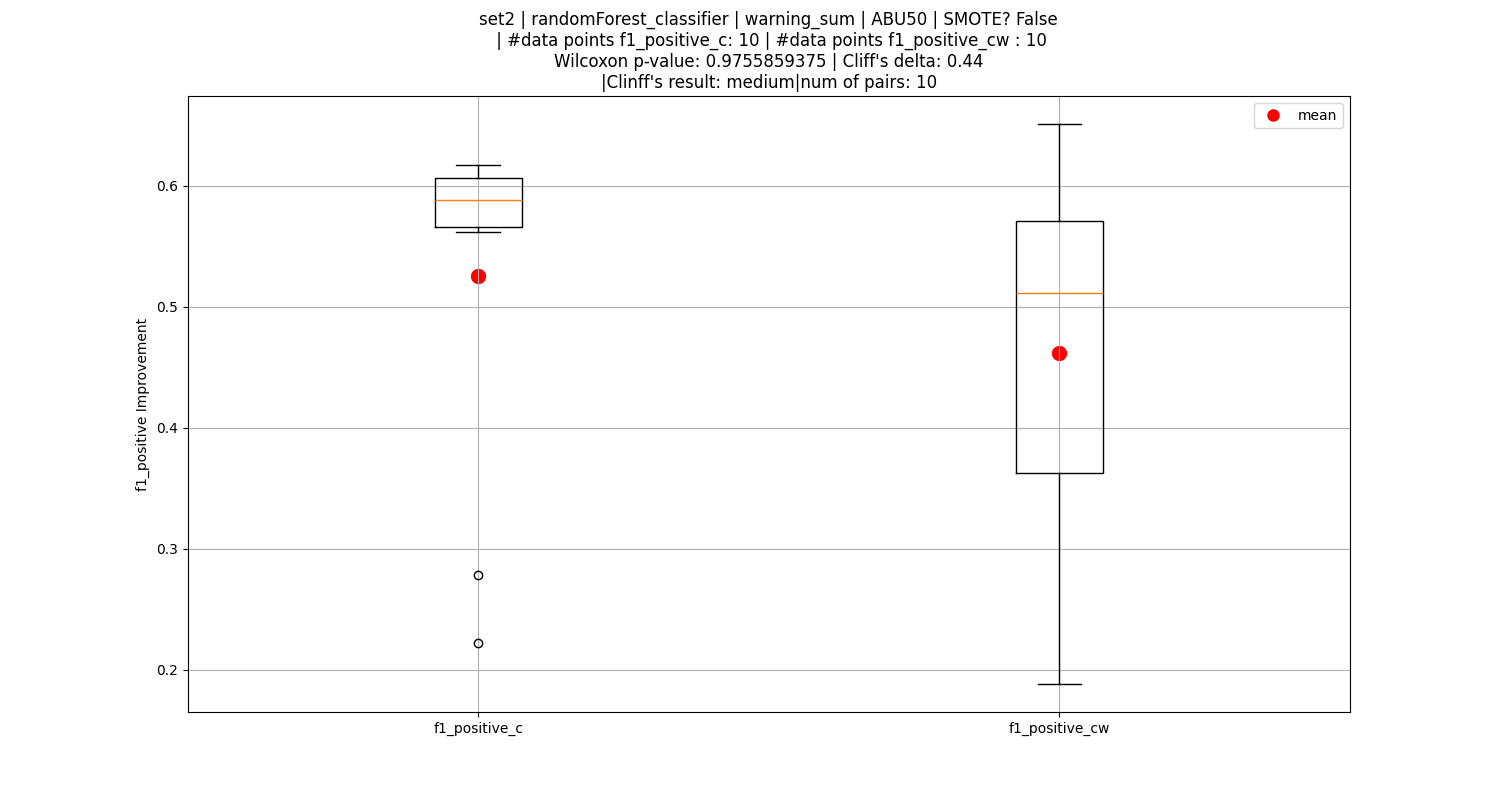 set2 | randomForest_classifier | warning_sum | ABU50 | SMOTE? False
| #data points f1_positive_c: 10 | #data points f1_positive_cw : 10
Wilcoxon p-value: 0.9755859375 | Cliff's delta: 0.44
|Clinff's result: medium|num of pairs: 10
mean
0.6
0.5
0.4
0.3
0.2
f1_positive Improvement
f1_positive_c
f1_positive_cw